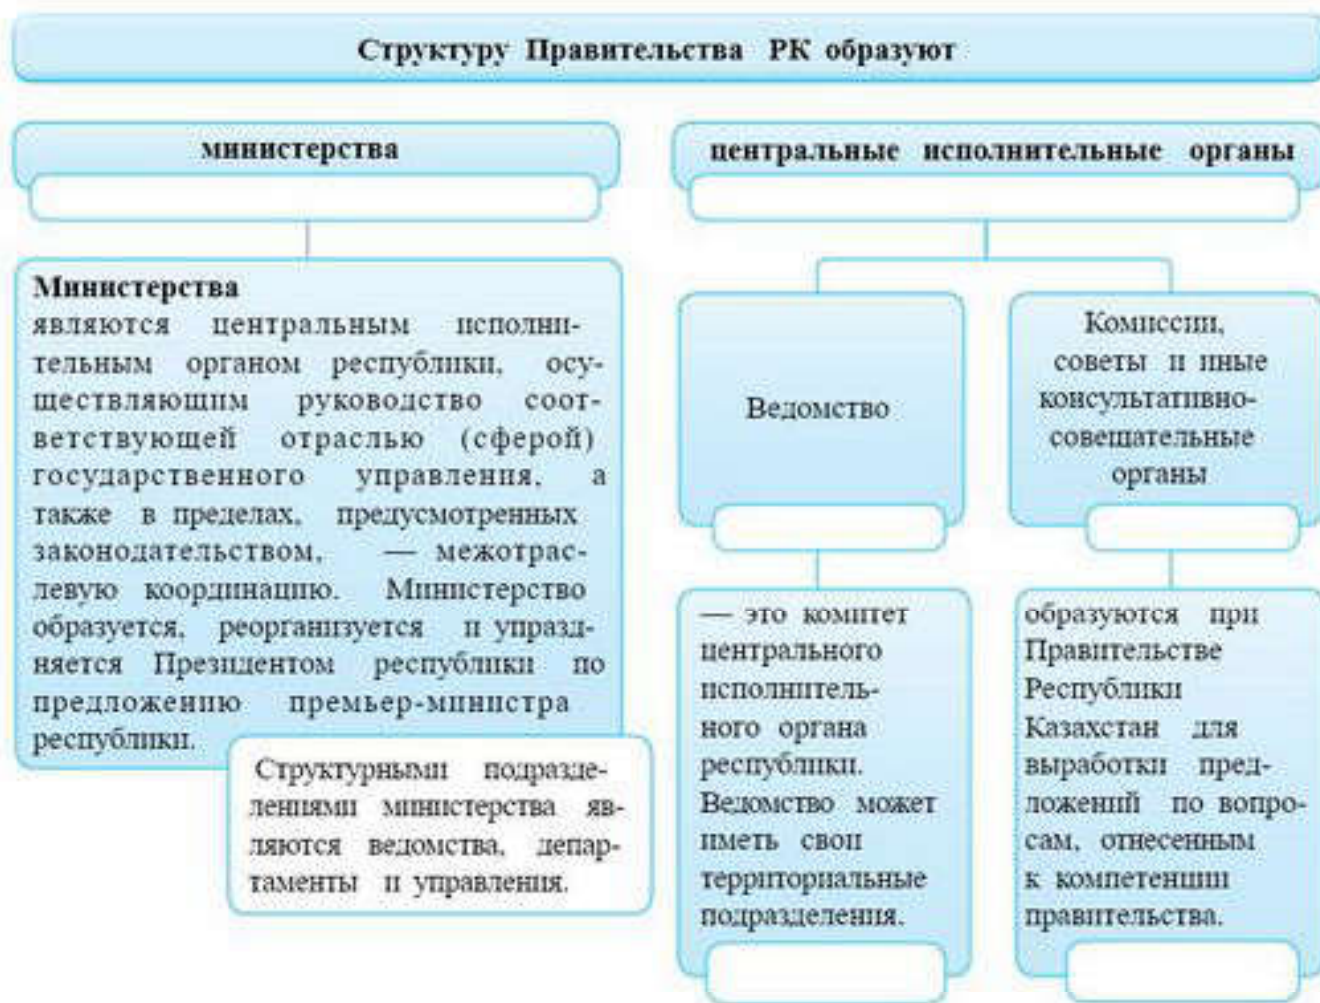 Структуру Правительства РК образуют
министерства
центральные исполнительные органы
Министерства
являются центральным исполни-
тельным органом республики, осу-
ществляющим руководство соот-
ветствующей отраслью (сферой)
государственного управления, а
также в пределах, предусмотренных
законодательством, — межотрас-
левую координацию. Министерство
образуется, реорганизуется и упразд-
няется Президентом республики по
предложению премьер-министра
республики.
Структурными подразде-
лениями министерства яв-
ляются ведомства, депар-
таменты и управления.
Ведомство
— это комитет
центрального
исполнитель-
ного органа
республики.
Ведомство может
иметь свои
территориальные
подразделения.
Комиссии,
советы и иные
консультативно-
совещательные
органы
образуются при
Правительстве
Республики
Казахстан для
выработки пред-
ложений по вопро-
сам, отнесенным
к компетенции
правительства.